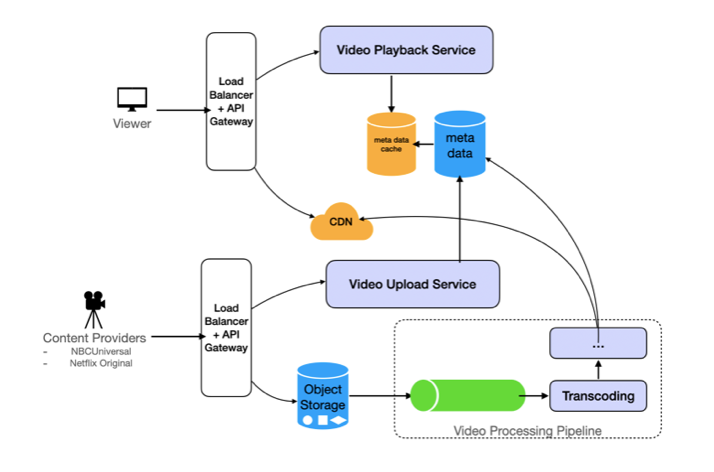 Video Playback Service
Load
Balancer
+ API
Gateway
Viewer
meta data
cache
meta
data
CDN
Video Upload Service
Load
Balancer
+ API
Gateway
Content Providers
- NBCUniversal
- Netflix Original
Object
Storage
...
Transcoding
Video Processing Pipeline